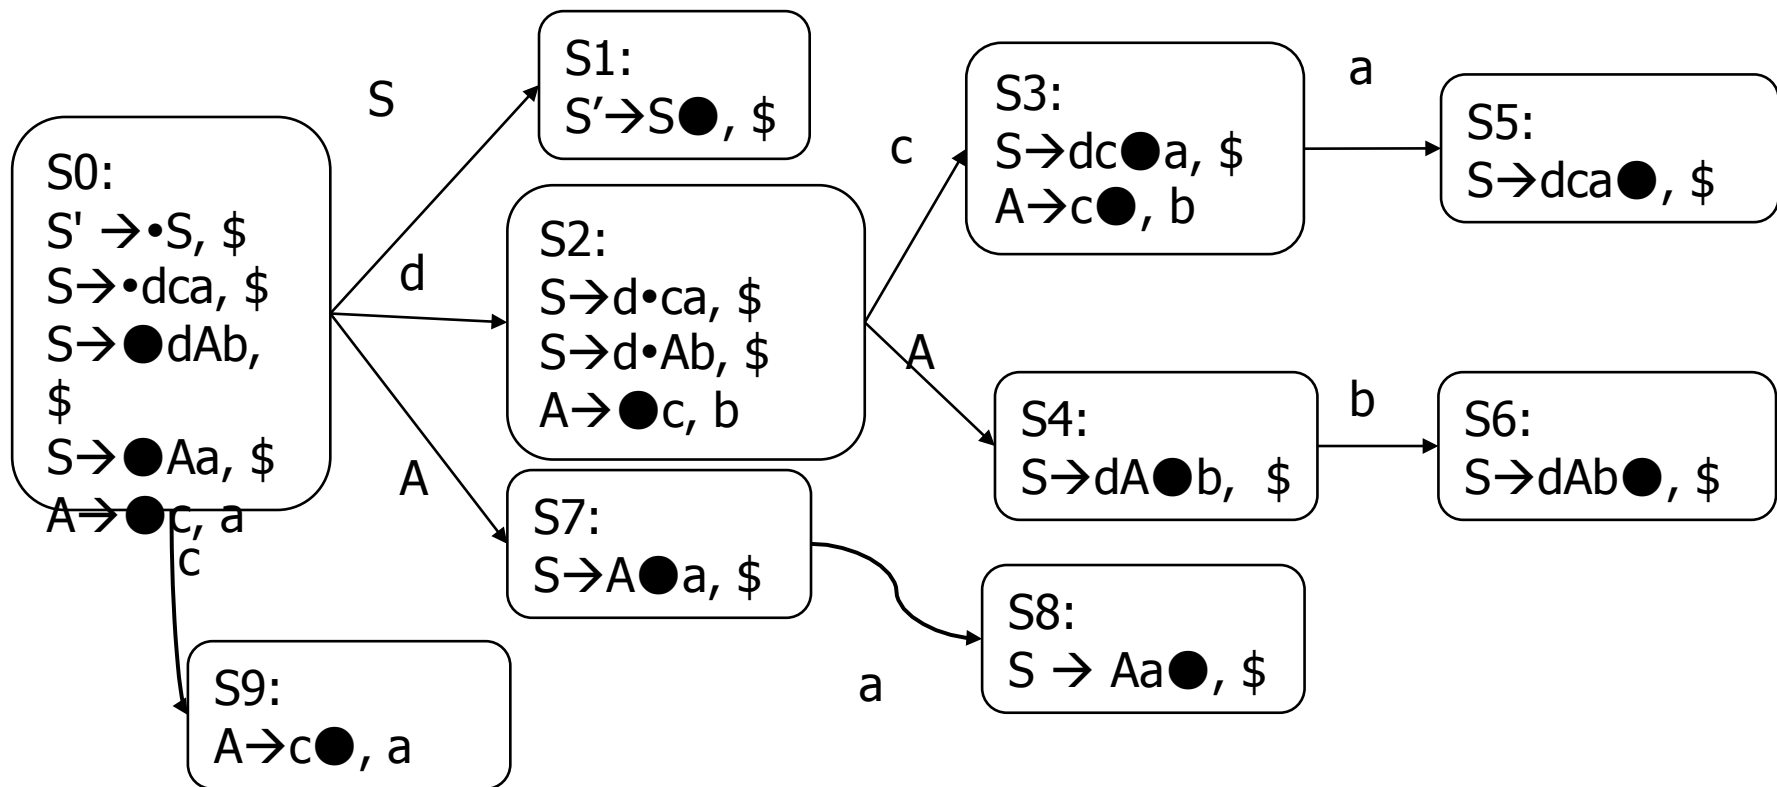 S0:
S' →•S, $
S→•dca, $
S→●dAb,
$
S→●Aa, $
A→●c, a
S
d
A
c
S1:
S’→S●, $
S2:
S→d•ca, $
S→d•Ab, $
A→●c, b
c
A
S3:
S→dc●a, $
A→c●, b
a
S5:
S→dca●, $
S4:
S→dA●b, $
b
S6:
S→dAb●, $
S7:
S→A●a, $
a
S8:
S → Aa●, $
S9:
A→c●, a